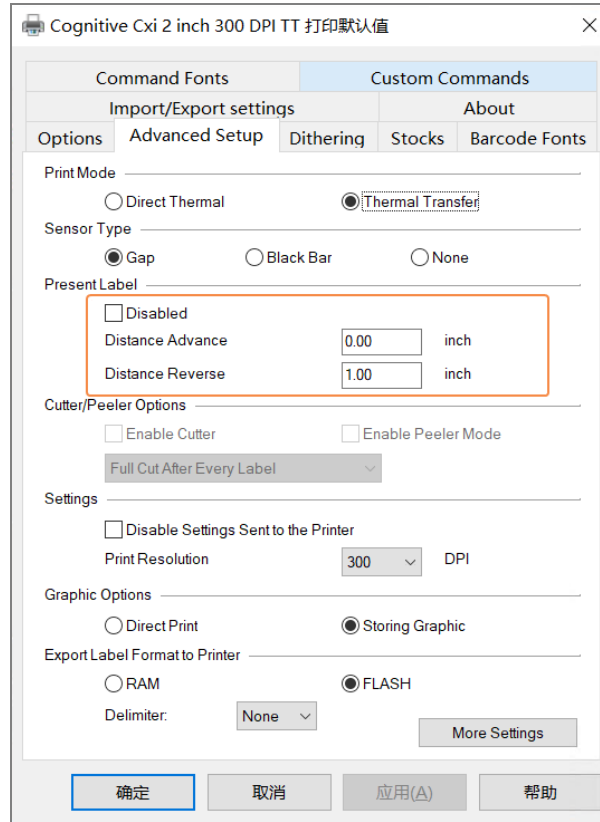 Cognitive Cxi 2 inch 300 DPI TT 打印默认值
Command Fonts Custom Commands
Import/Export settings About
Options Advanced Setup Dithering Stocks Barcode Fonts
Print Mode
Direct Thermal Thermal Transfer
Sensor Type
Gap Black Bar None
Present Label
Disabled
Distance Advance 0.00 inch
Distance Reverse 1.00 inch
Cutter/Peeler Options
Enable Cutter Enable Peeler Mode
Full Cut After Every Label
Settings
Disable Settings Sent to the Printer
Print Resolution 300 DPI
Graphic Options
Direct Print Storing Graphic
Export Label Format to Printer
RAM FLASH
Delimiter: None
More Settings
确定 取消 应用(A) 帮助